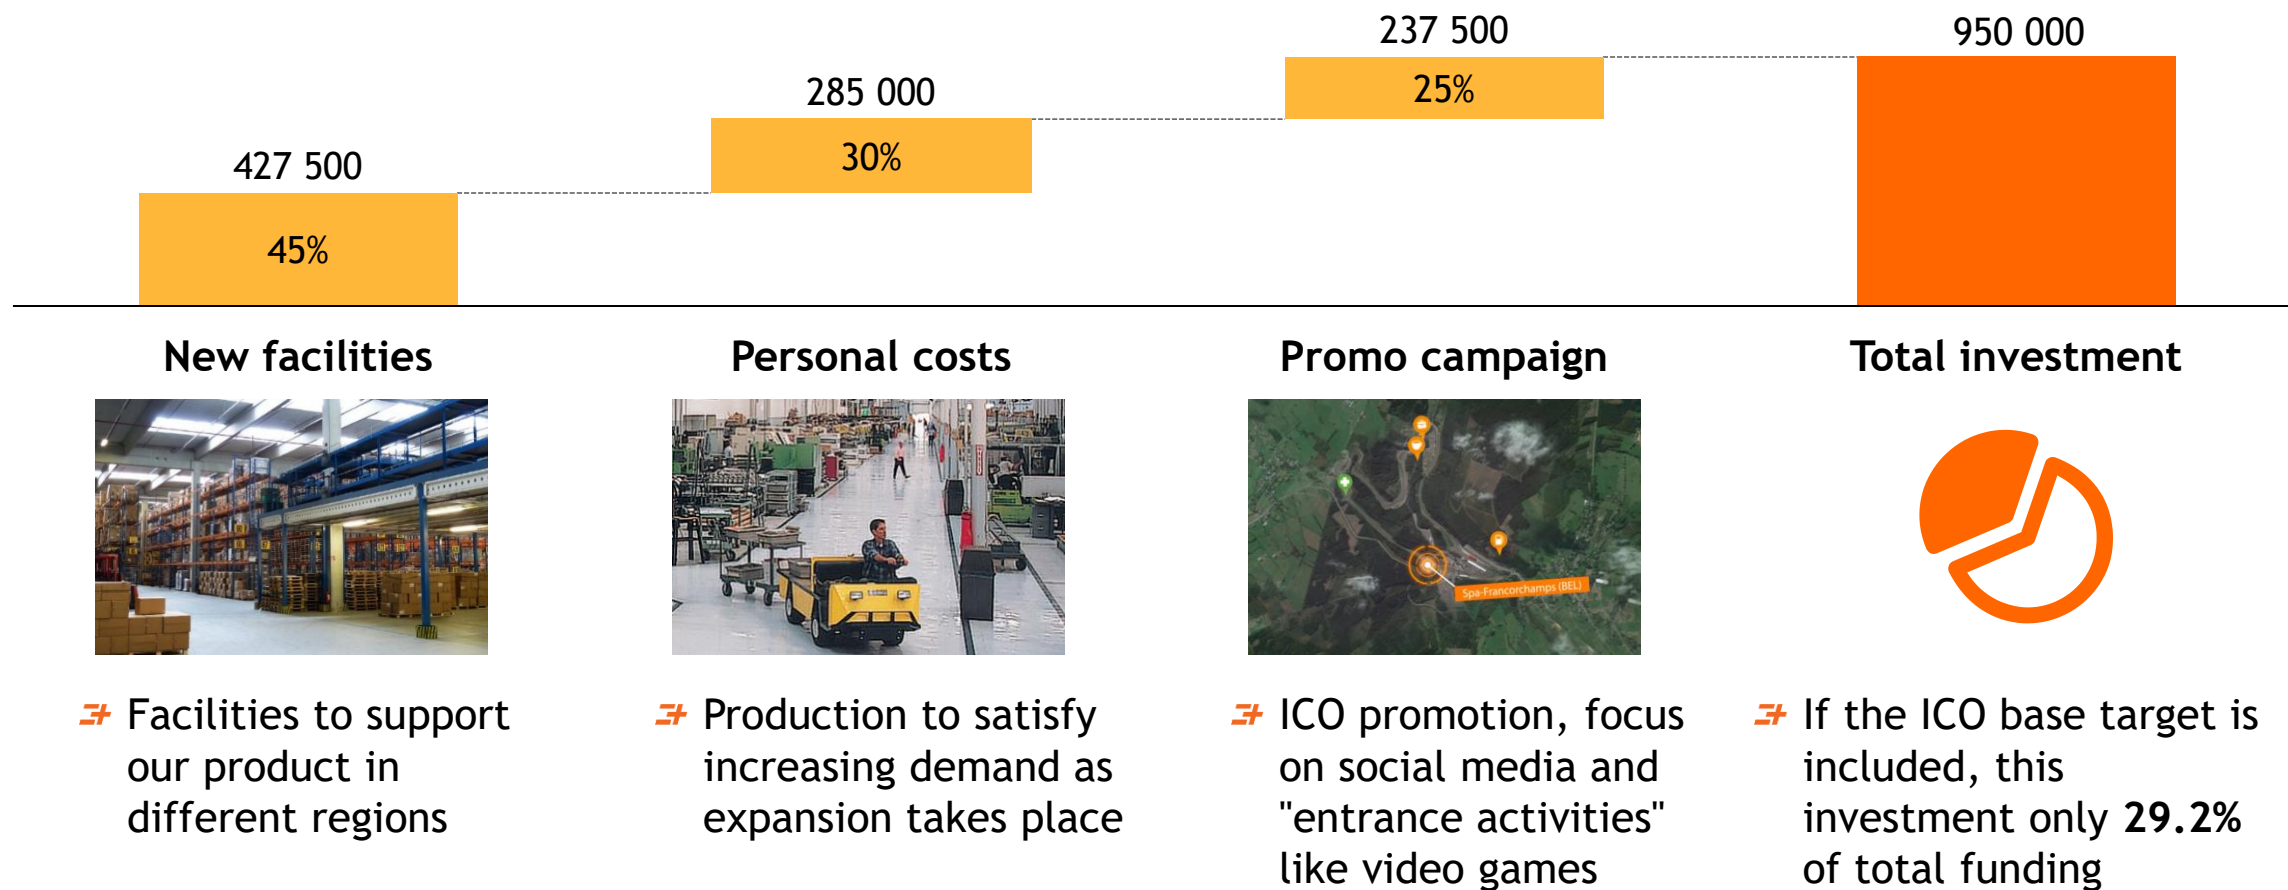 427 500
45%
285 000
30%
237 500
25%
950 000
New facilities
Personal costs
Promo campaign
Total investment
Spa-Francorchamps (BEL)
Facilities to support
our product in
different regions
Production to satisfy
increasing demand as
expansion takes place
ICO promotion, focus
on social media and
"entrance activities"
like video games
If the ICO base target is
included, this
investment only 29.2%
of total funding